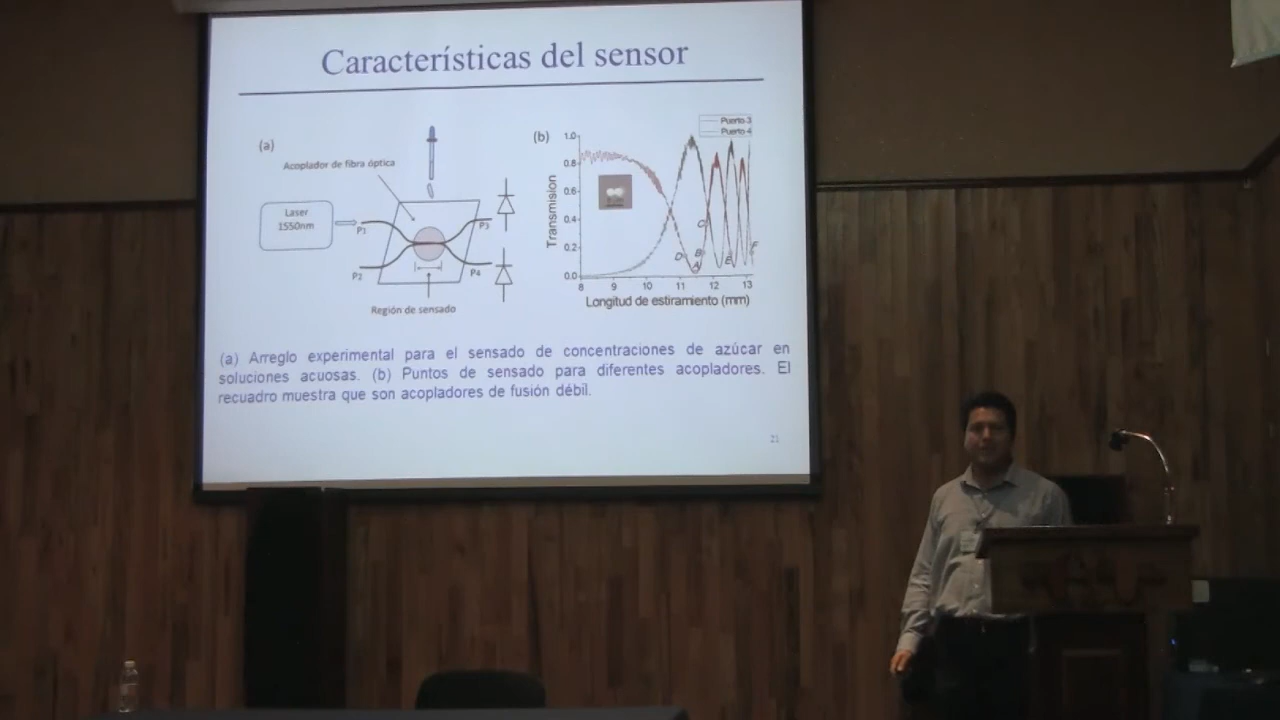 Características del sensor
(a)
Acoplador de fibra óptica
Laser
1550nm
P1
P2
P3
P4
Región de sensado
(b)
Puerto 3
Puerto 4
Transmision
1.0
0.8
0.6
0.4
0.2
0.0
8 9 10 11 12 13
Longitud de estiramiento (mm)
D
A
B
C
E
F
(a) Arreglo experimental para el sensado de concentraciones de azúcar en
soluciones acuosas. (b) Puntos de sensado para diferentes acopladores. El
recuadro muestra que son acopladores de fusión débil.
21